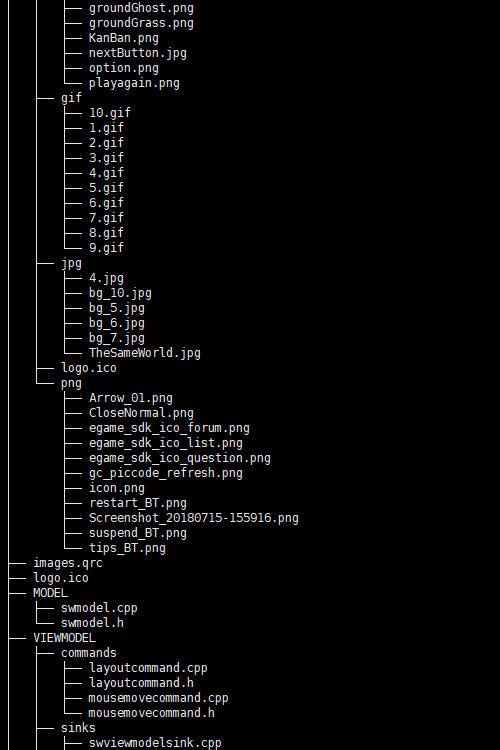 groundGhost.png
groundGrass.png
KanBan.png
nextButton.jpg
option.png
playagain.png
gif
10.gif
1.gif
2.gif
3.gif
4.gif
5.gif
6.gif
7.gif
8.gif
9.gif
jpg
4.jpg
bg_10.jpg
bg_5.jpg
bg_6.jpg
bg_7.jpg
TheSameWorld.jpg
logo.ico
png
Arrow_01.png
CloseNormal.png
egame_sdk_ico_forum.png
egame_sdk_ico_list.png
egame_sdk_ico_question.png
gc_piccode_refresh.png
icon.png
restart_BT.png
Screenshot_20180715-155916.png
suspend_BT.png
tips_BT.png
images.qrc
logo.ico
MODEL
swmodel.cpp
swmodel.h
VIEWMODEL
commands
layoutcommand.cpp
layoutcommand.h
mousemovecommand.cpp
mousemovecommand.h
sinks
swviewmodelsink.cpp